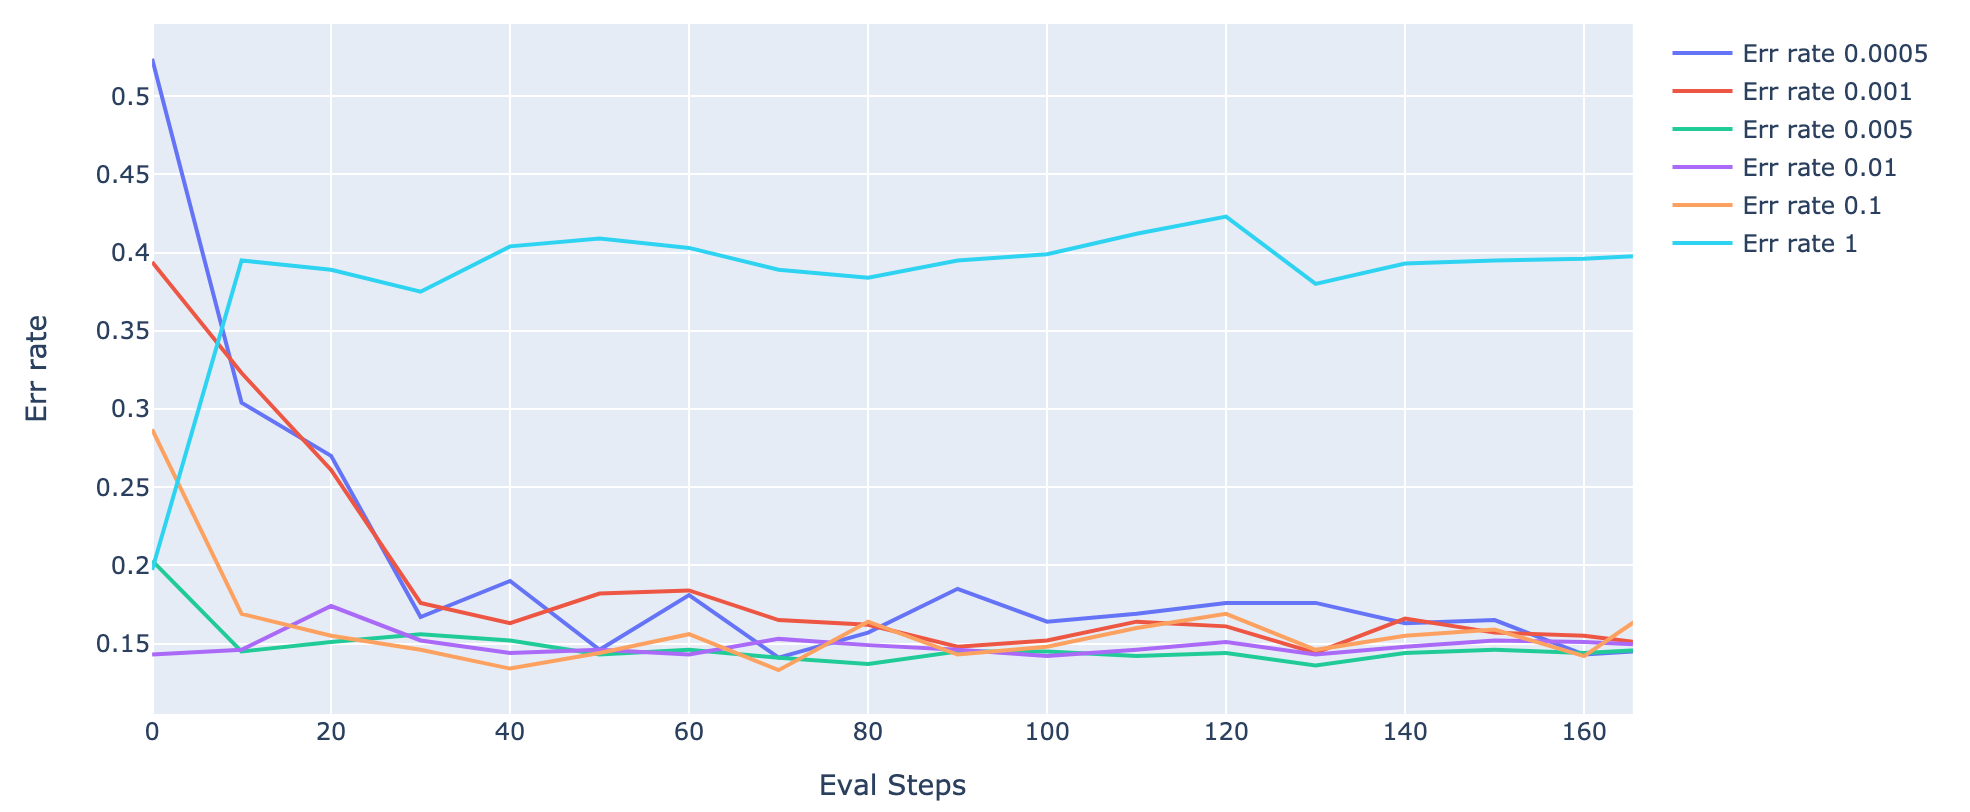 0.5
0.45
0.4
0.35
0.3
0.25
0.2
0.15
Err rate
0 20 40 60 80 100 120 140 160
Eval Steps
Err rate 0.0005
Err rate 0.001
Err rate 0.005
Err rate 0.01
Err rate 0.1
Err rate 1